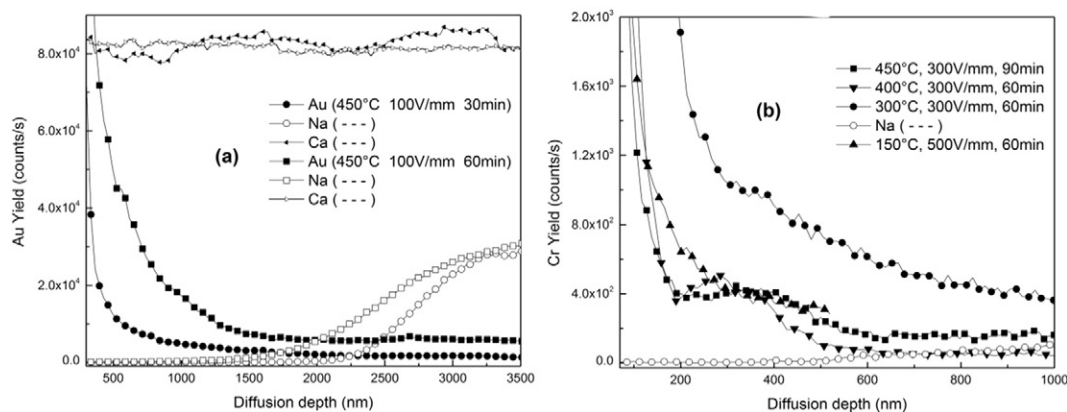 8.0x10⁴
6.0x10⁴
4.0x10⁴
2.0x10⁴
0.0
Au Yield (counts/s)
500 1000 1500 2000 2500 3000 3500
Diffusion depth (nm)
(a)
Au (450°C 100V/mm 30min)
Na (- - -)
Ca (- - -)
Au (450°C 100V/mm 60min)
Na (- - -)
Ca (- - -)
2.0x10³
1.6x10³
1.2x10³
8.0x10²
4.0x10²
0.0
Cr Yield (counts/s)
200 400 600 800 1000
Diffusion depth (nm)
(b)
450°C, 300V/mm, 90min
400°C, 300V/mm, 60min
300°C, 300V/mm, 60min
Na (- - -)
150°C, 500V/mm, 60min